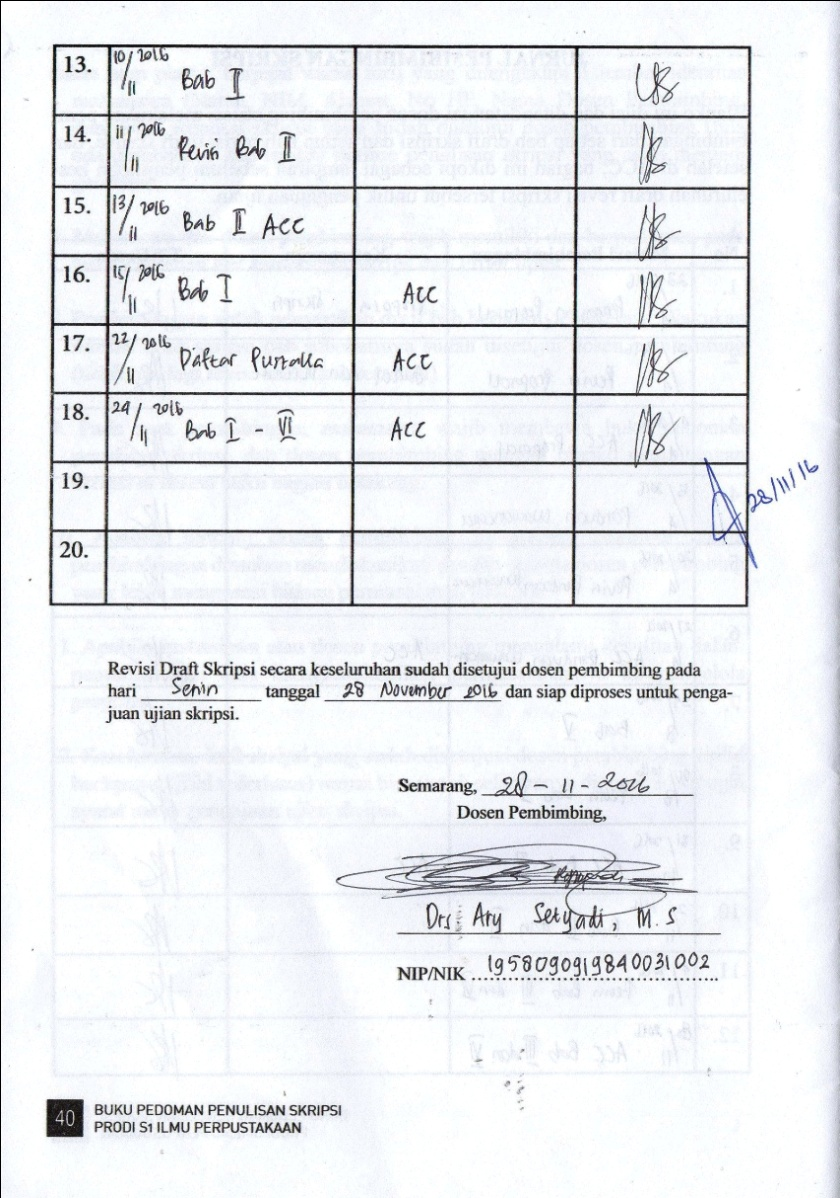 13. 10/11 2016 Bab II
14. 11/11 2016 Revisi Bab II
15. 13/11 2016 Bab II ACC
16. 15/11 2016 Bab I ACC
17. 22/11 2016 Daftar Pustaka ACC
18. 24/11 2016 Bab I VI ACC
19.
28/11/16
20.
Revisi Draft Skripsi secara keseluruhan sudah disetujui dosen pembimbing pada
hari Senin tanggal 28 November 2016 dan siap diproses untuk penga-
juan ujian skripsi.
Semarang, 28 - 11 - 2016
Dosen Pembimbing,
Drs Ary Setyadi, M.S
NIP/NIK 1958090919840031002
40 BUKU PEDOMAN PENULISAN SKRIPSI
PRODI S1 ILMU PERPUSTAKAAN